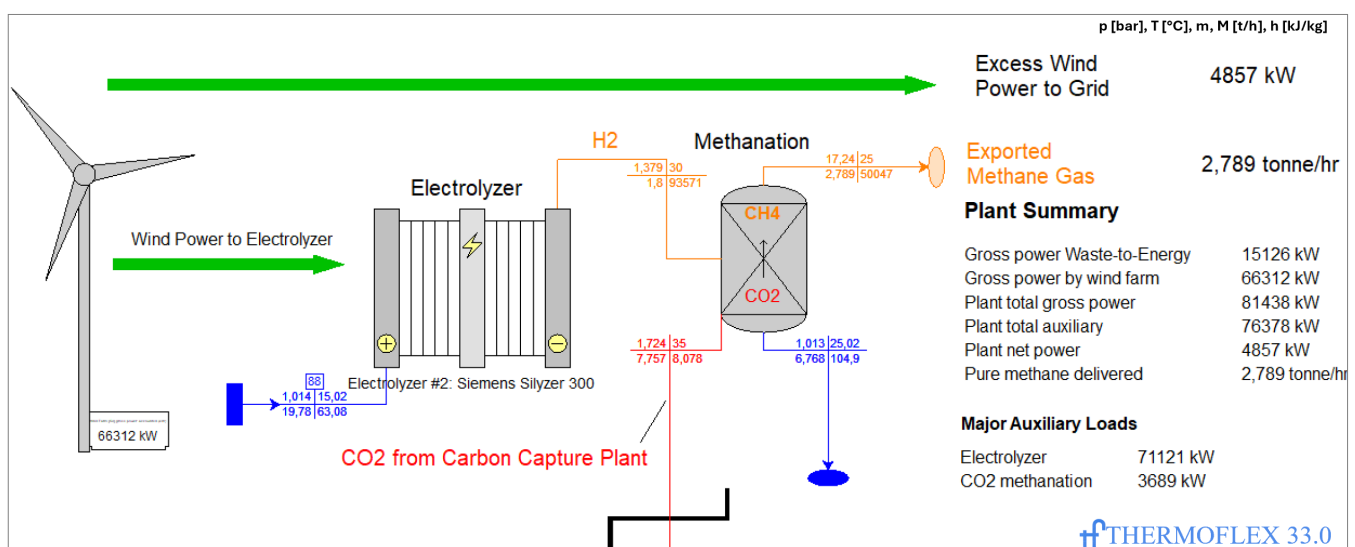 p [bar], T [°C], m, M [t/h], h [kJ/kg]
Excess Wind
Power to Grid
4857 kW
H2
Methanation
17,24 25
2,789 50047
Exported
Methane Gas
2,789 tonne/hr
1,379 30
1,8 93571
Electrolyzer
CH4
CO2
Wind Power to Electrolyzer
Plant Summary
Gross power Waste-to-Energy 15126 kW
Gross power by wind farm 66312 kW
Plant total gross power 81438 kW
Plant total auxiliary 76378 kW
Plant net power 4857 kW
Pure methane delivered 2,789 tonne/hr
1,724 35
7,757 8,078
1,013 25,02
6,768 104,9
88
Electrolyzer #2: Siemens Silyzer 300
1,014 15,02
19,78 63,08
66312 kW
CO2 from Carbon Capture Plant
Major Auxiliary Loads
Electrolyzer 71121 kW
CO2 methanation 3689 kW
THERMOFLEX 33.0